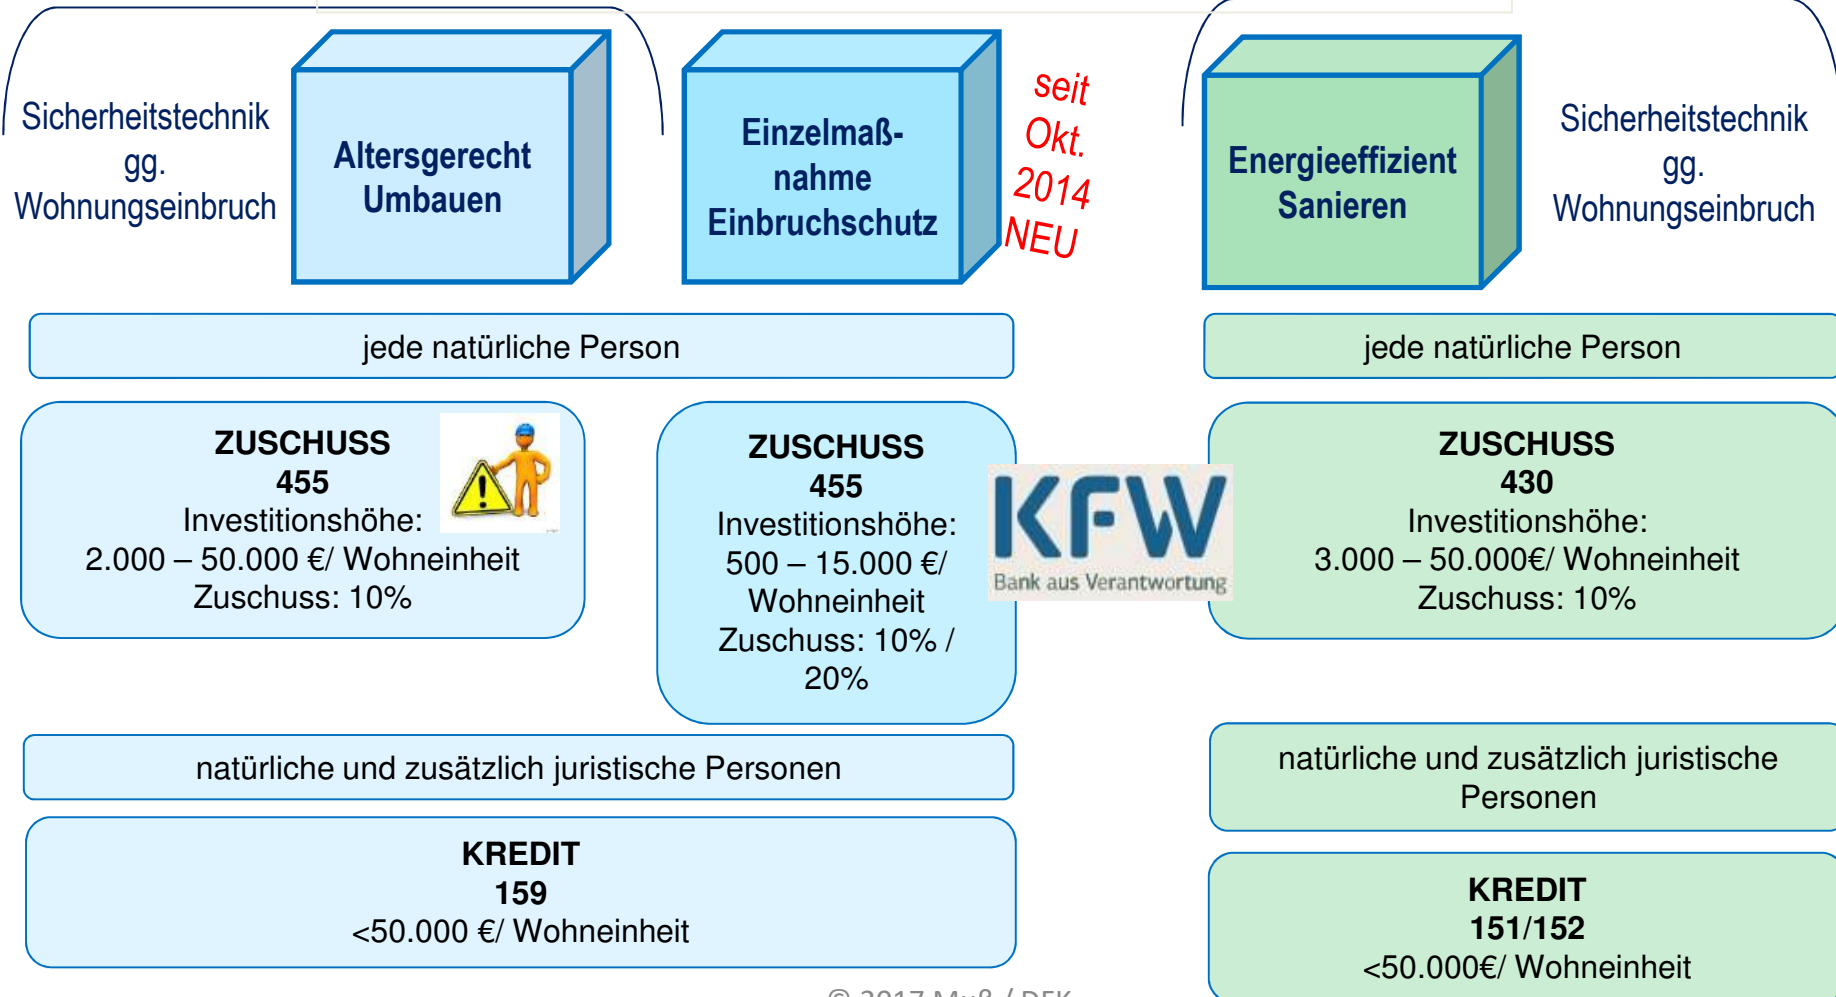 Sicherheitstechnik
gg.
Wohnungseinbruch
Altersgerecht
Umbauen
Einzelmaß-
nahme
Einbruchschutz
seit
Okt.
2014
NEU
Energieeffizient
Sanieren
Sicherheitstechnik
gg.
Wohnungseinbruch
jede natürliche Person
jede natürliche Person
ZUSCHUSS
455
Investitionshöhe:
2.000 – 50.000 €/ Wohneinheit
Zuschuss: 10%
ZUSCHUSS
455
Investitionshöhe:
500 – 15.000 €/
Wohneinheit
Zuschuss: 10% /
20%
KFW
Bank aus Verantwortung
ZUSCHUSS
430
Investitionshöhe:
3.000 – 50.000€/ Wohneinheit
Zuschuss: 10%
natürliche und zusätzlich juristische Personen
natürliche und zusätzlich juristische
Personen
KREDIT
159
<50.000 €/ Wohneinheit
KREDIT
151/152
<50.000€/ Wohneinheit
© 2017 Muß / DFK